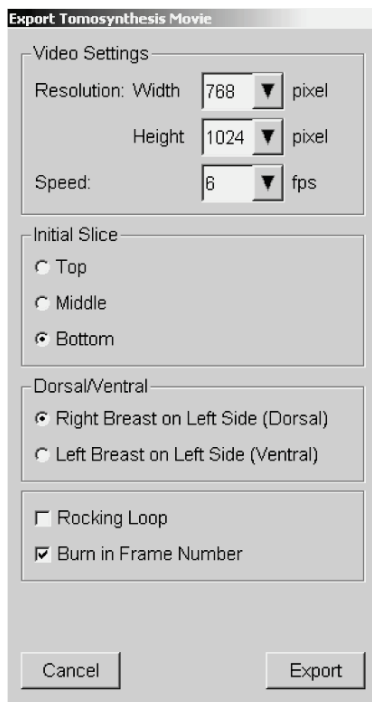 Export Tomosynthesis Movie
Video Settings
Resolution: Width 768 pixel
Height 1024 pixel
Speed: 6 fps
Initial Slice
Top
Middle
Bottom
Dorsal/Ventral
Right Breast on Left Side (Dorsal)
Left Breast on Left Side (Ventral)
Rocking Loop
Burn in Frame Number
Cancel Export